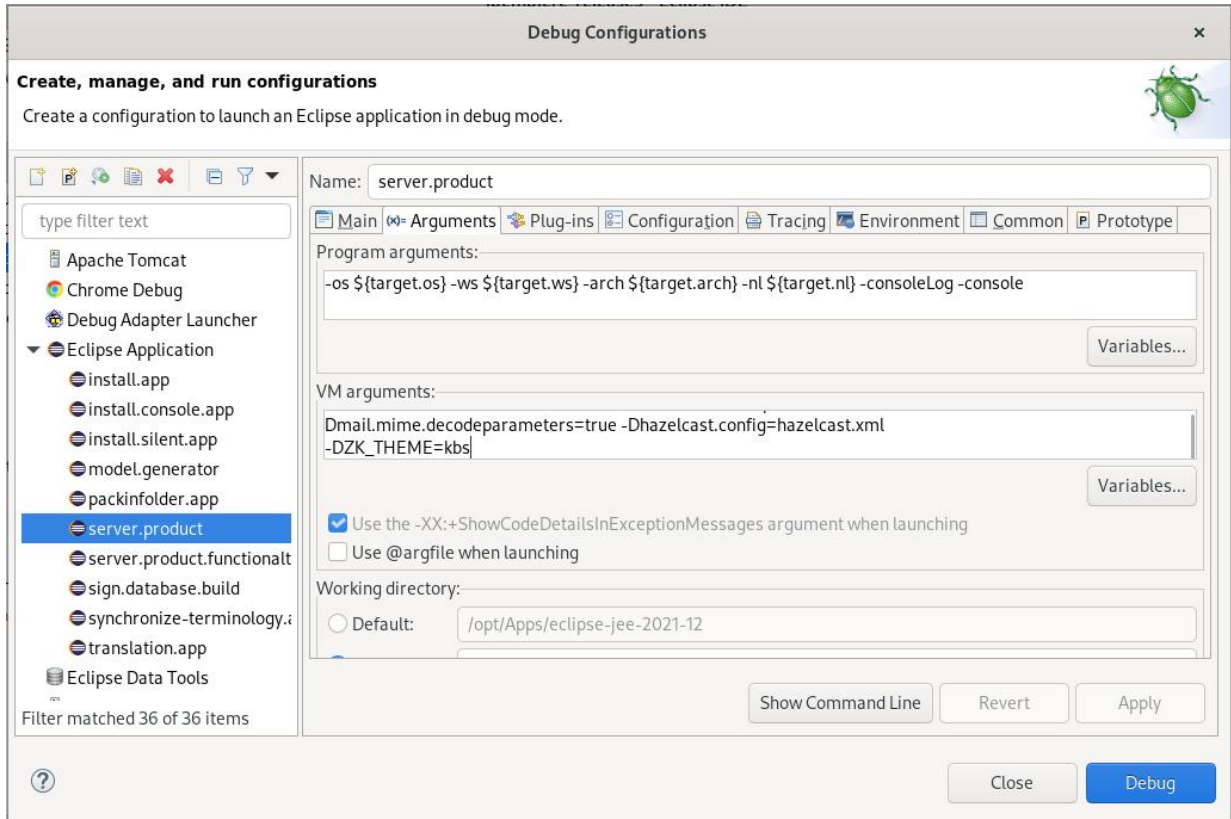 Debug Configurations
×
Create, manage, and run configurations
Create a configuration to launch an Eclipse application in debug mode.
type filter text
Apache Tomcat
Chrome Debug
Debug Adapter Launcher
Eclipse Application
install.app
install.console.app
install.silent.app
model.generator
packinfolder.app
server.product
server.product.functionalt
sign.database.build
synchronize-terminology.a
translation.app
Eclipse Data Tools
Filter matched 36 of 36 items
Name: server.product
Main (x)= Arguments Plug-ins Configuration Tracing Environment Common P Prototype
Program arguments:
-os ${target.os} -ws ${target.ws} -arch ${target.arch} -nl ${target.nl} -consoleLog -console
Variables...
VM arguments:
Dmail.mime.decodeparameters=true -Dhazelcast.config=hazelcast.xml
-DZK_THEME=kbs
Variables...
Use the -XX:+ShowCodeDetailsInExceptionMessages argument when launching
Use @argfile when launching
Working directory:
Default: /opt/Apps/eclipse-jee-2021-12
Show Command Line Revert Apply
? Close Debug